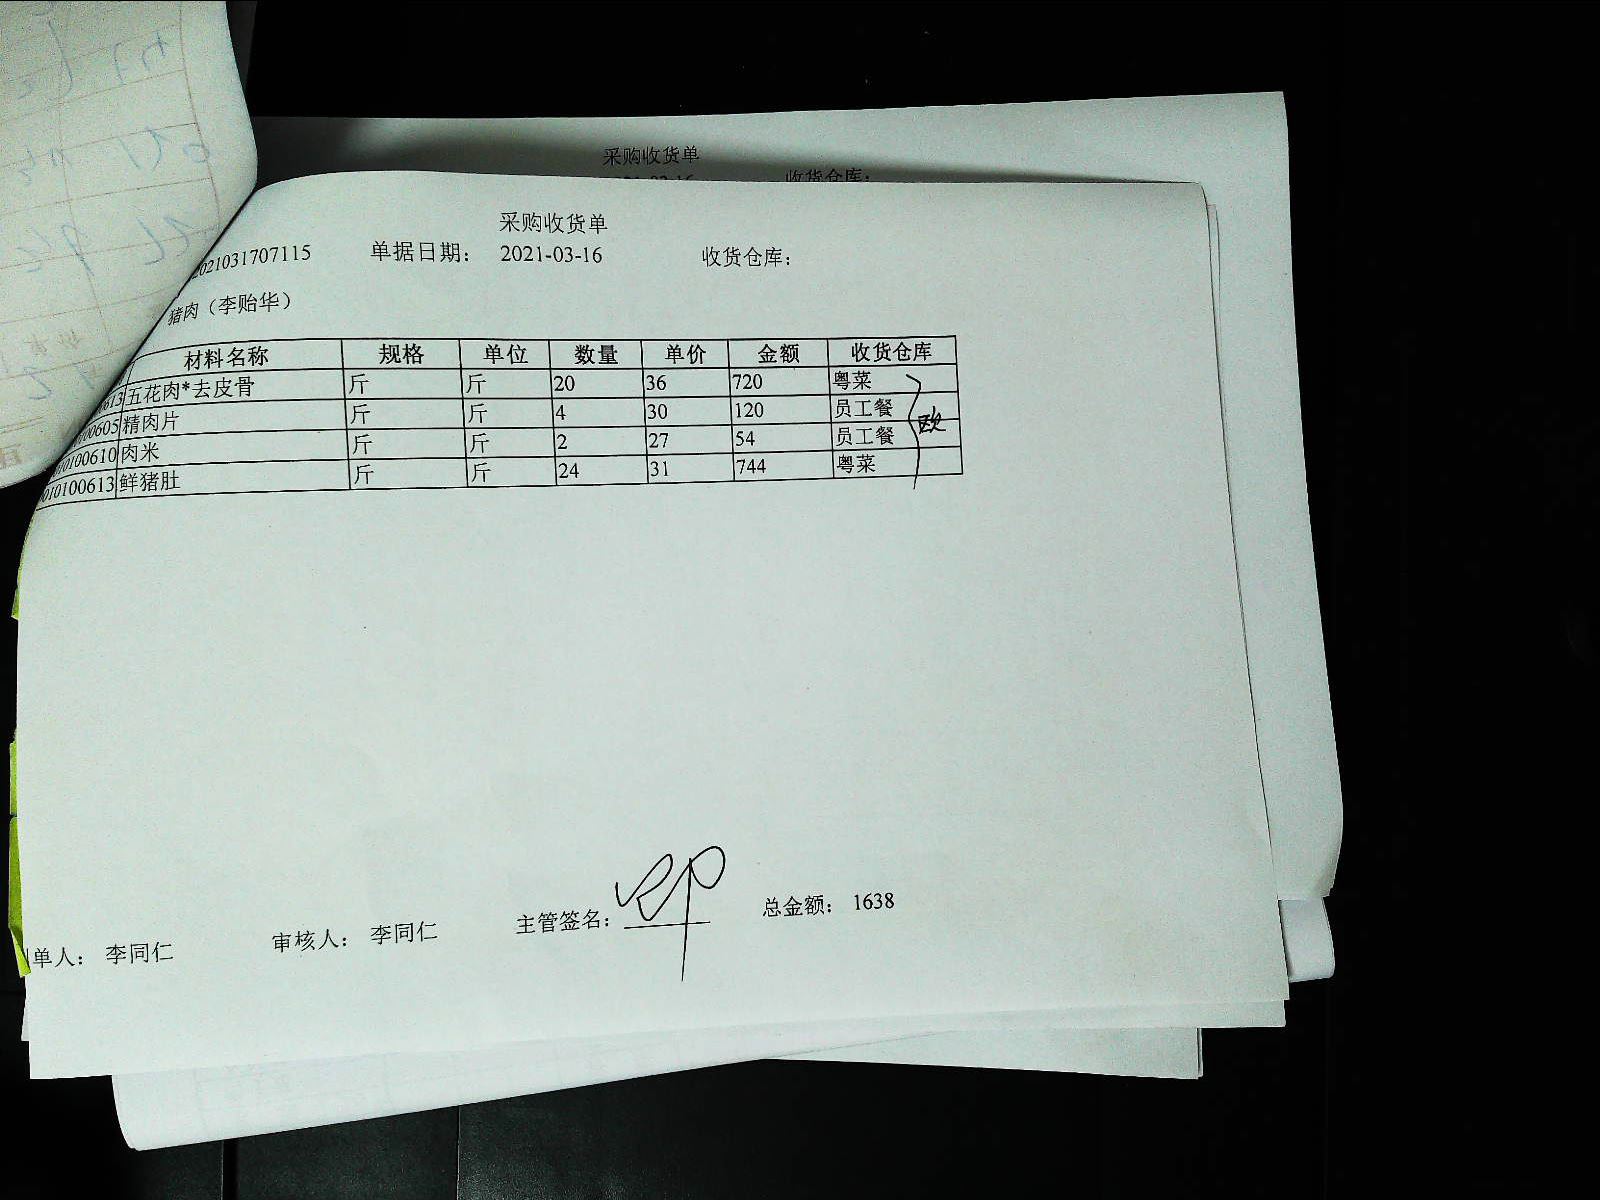 采购收货单
收货仓库：
采购收货单
2021031707115 单据日期： 2021-03-16 收货仓库：
猪肉（李贻华）
材料名称 规格 单位 数量 单价 金额 收货仓库
0613 五花肉*去皮骨 斤 斤 20 36 720 粤菜
00605 精肉片 斤 斤 4 30 120 员工餐
0100610 肉米 斤 斤 2 27 54 员工餐
010100613 鲜猪肚 斤 斤 24 31 744 粤菜
欧
单人： 李同仁 审核人： 李同仁 主管签名： 总金额： 1638